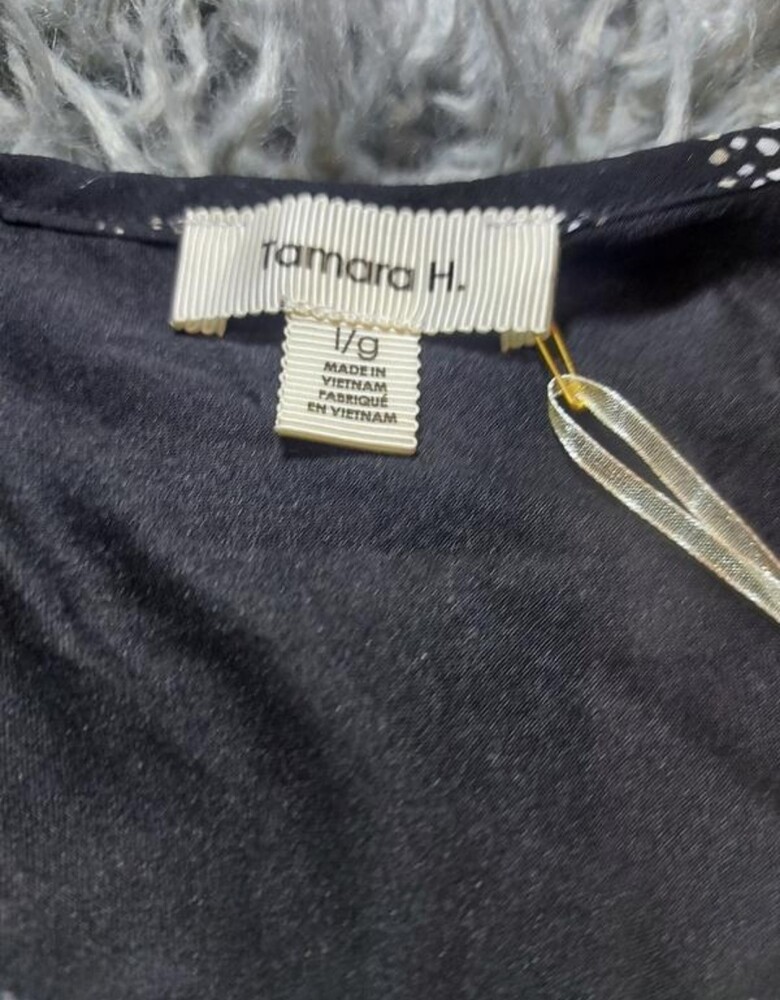 Tamara H.
l/g
MADE IN
VIETNAM
FABRIQUÉ
EN VIETNAM